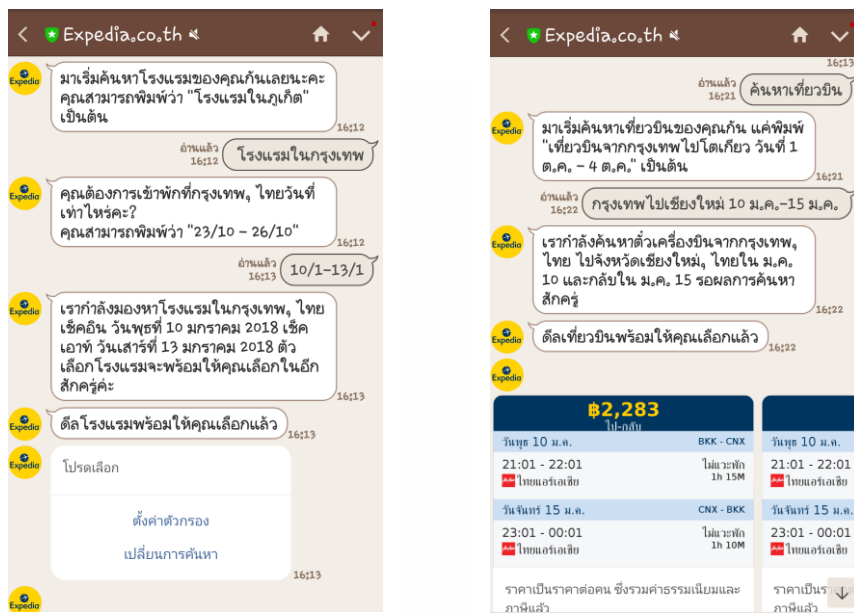 Expedia.co.th
Expedia
มาเริ่มค้นหาโรงแรมของคุณกันเลยนะคะ
คุณสามารถพิมพ์ว่า "โรงแรมในภูเก็ต"
เป็นต้น
16:12
อ่านแล้ว
16:12
โรงแรมในกรุงเทพ
Expedia
คุณต้องการเข้าพักที่กรุงเทพ, ไทยวันที่
เท่าไหร่คะ?
คุณสามารถพิมพ์ว่า "23/10 – 26/10"
16:12
อ่านแล้ว
16:13
10/1-13/1
Expedia
เรากำลังมองหาโรงแรมในกรุงเทพ, ไทย
เช็คอิน วันพุธที่ 10 มกราคม 2018 เช็ค
เอาท์ วันเสาร์ที่ 13 มกราคม 2018 ตัว
เลือกโรงแรมจะพร้อมให้คุณเลือกในอีก
สักครู่ค่ะ
16:13
Expedia
ดีลโรงแรมพร้อมให้คุณเลือกแล้ว
16:13
Expedia
โปรดเลือก
ตั้งค่าตัวกรอง
เปลี่ยนการค้นหา
16:13
Expedia
Expedia.co.th
16:13
อ่านแล้ว
16:21
ค้นหาเที่ยวบิน
Expedia
มาเริ่มค้นหาเที่ยวบินของคุณกัน แค่พิมพ์
"เที่ยวบินจากกรุงเทพไปโตเกียว วันที่ 1
ต.ค. – 4 ต.ค." เป็นต้น
16:21
อ่านแล้ว
16:22
กรุงเทพไปเชียงใหม่ 10 ม.ค.-15 ม.ค.
Expedia
เรากำลังค้นหาตั๋วเครื่องบินจากกรุงเทพ,
ไทย ไปจังหวัดเชียงใหม่, ไทยใน ม.ค.
10 และกลับใน ม.ค. 15 รอผลการค้นหา
สักครู่
16:22
Expedia
ดีลเที่ยวบินพร้อมให้คุณเลือกแล้ว
16:22
Expedia
฿2,283
ไป-กลับ
วันพุธ 10 ม.ค. BKK - CNX
21:01 - 22:01 ไม่แวะพัก
ไทยแอร์เอเชีย 1h 15M
วันจันทร์ 15 ม.ค. CNX - BKK
23:01 - 00:01 ไม่แวะพัก
ไทยแอร์เอเชีย 1h 10M
ราคาเป็นราคาต่อคน ซึ่งรวมค่าธรรมเนียมและ
ภาษีแล้ว
วันพุธ 10 ม.ค.
21:01 - 22:01
ไทยแอร์เอเชีย
วันจันทร์ 15 ม.ค.
23:01 - 00:01
ไทยแอร์เอเชีย
ราคาเป็นรา
ภาษีแล้ว